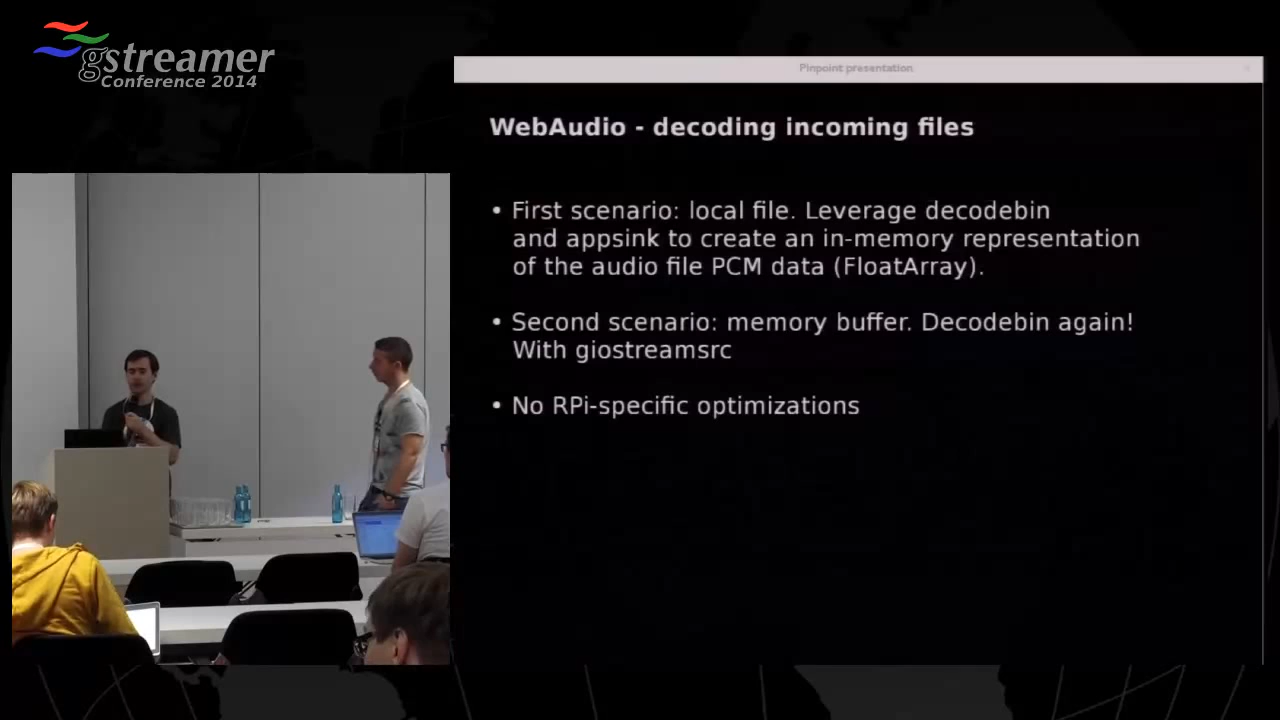 gstreamer
Conference 2014
Pinpoint presentation
WebAudio - decoding incoming files
• First scenario: local file. Leverage decodebin
and appsink to create an in-memory representation
of the audio file PCM data (FloatArray).
• Second scenario: memory buffer. Decodebin again!
With giostreamsrc
• No RPi-specific optimizations